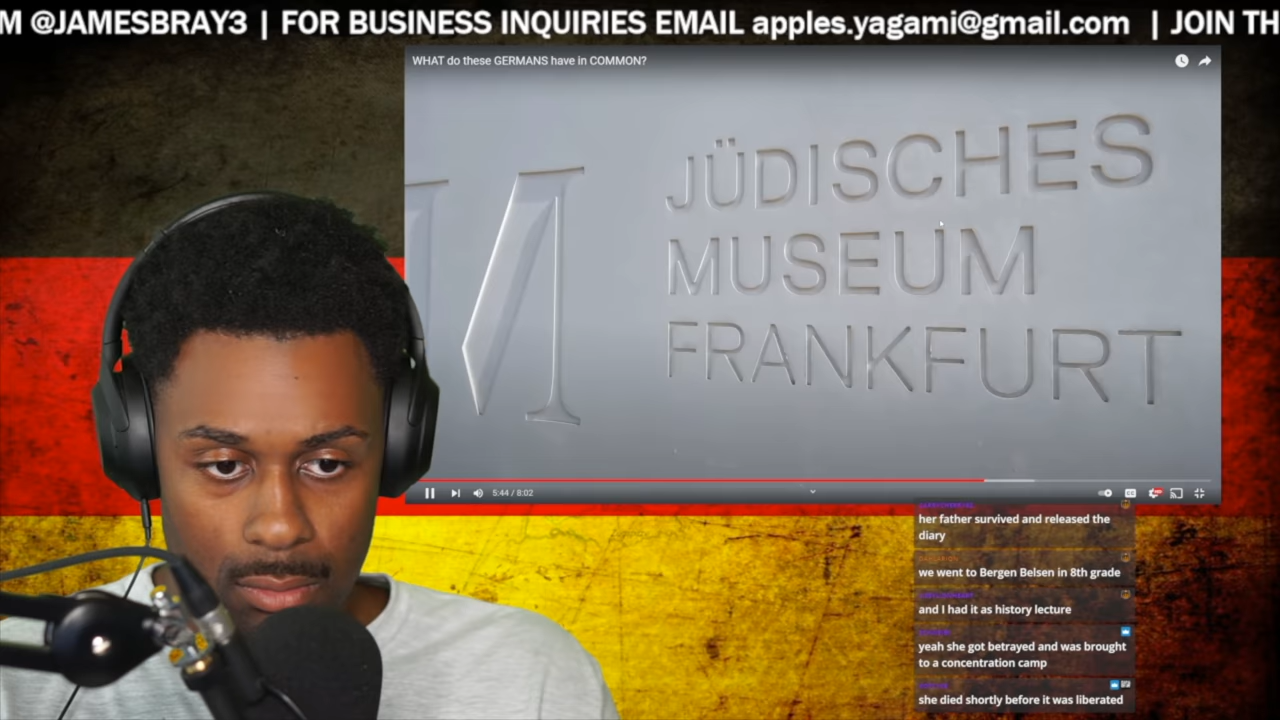 M @JAMESBRAY3 | FOR BUSINESS INQUIRIES EMAIL apples.yagami@gmail.com | JOIN TH
WHAT do these GERMANS have in COMMON?
JÜDISCHES
MUSEUM
FRANKFURT
5:44 / 8:02
her father survived and released the
diary
we went to Bergen Belsen in 8th grade
and I had it as history lecture
yeah she got betrayed and was brought
to a concentration camp
she died shortly before it was liberated